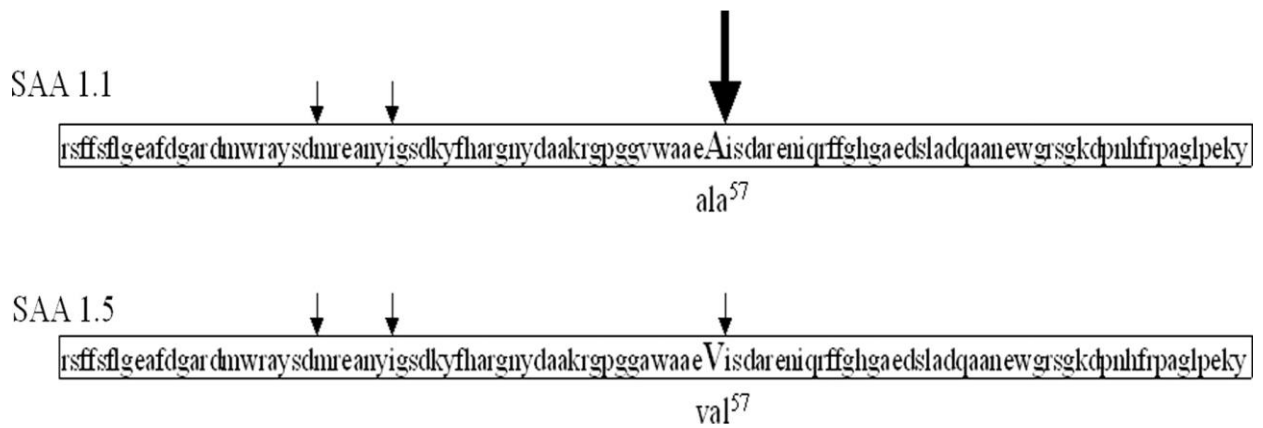 SAA 1.1
rsffsflgeafdgardmwraysdmreanyigsdkyfhargnydaakrgpggvwaaeAisdareniqrffghgaedsladqaanewgrsgkdpnhfrpaglpeky
ala57
SAA 1.5
rsffsflgeafdgardmwraysdmreanyigsdkyfhargnydaakrgpggawaaeVisdareniqrffghgaedsladqaanewgrsgkdpnhfrpaglpeky
val57